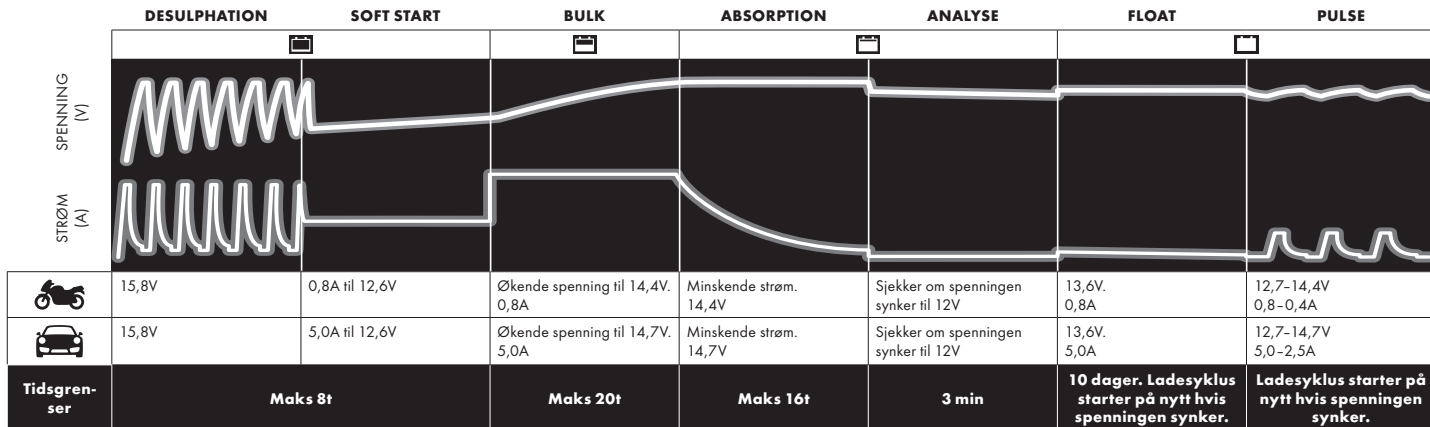 DESULPHATION SOFT START BULK ABSORPTION ANALYSE FLOAT PULSE
SPENNING
(V)
STRØM
(A)
15,8V
0,8A til 12,6V
Økende spenning til 14,4V.
0,8A
Minskende strøm.
14,4V
Sjekker om spenningen
synker til 12V
13,6V.
0,8A
12,7–14,4V
0,8–0,4A
15,8V
5,0A til 12,6V
Økende spenning til 14,7V.
5,0A
Minskende strøm.
14,7V
Sjekker om spenningen
synker til 12V
13,6V.
5,0A
12,7–14,7V
5,0–2,5A
Tidsgren-
ser
Maks 8t
Maks 20t
Maks 16t
3 min
10 dager. Ladesyklus
starter på nytt hvis
spenningen synker.
Ladesyklus starter på
nytt hvis spenningen
synker.